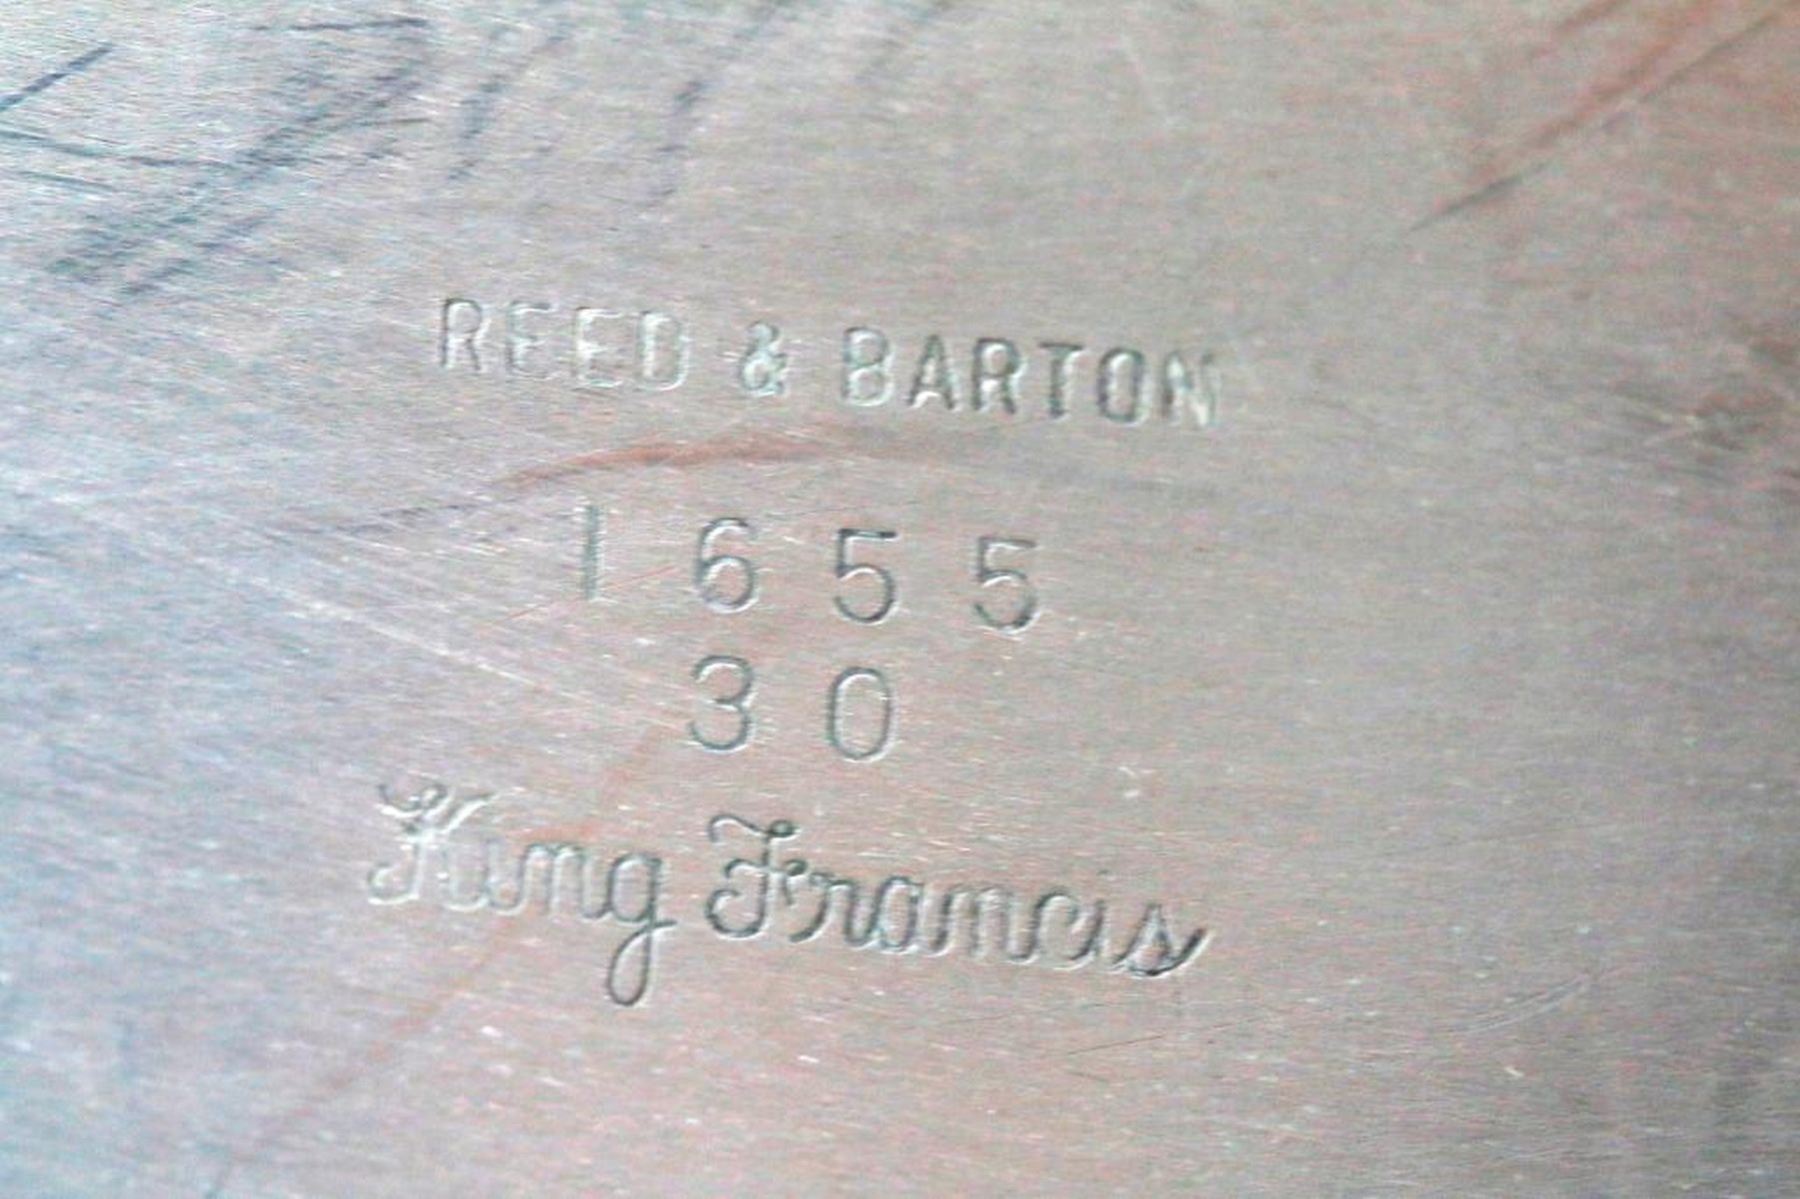 REED & BARTON
1655
30
King Francis